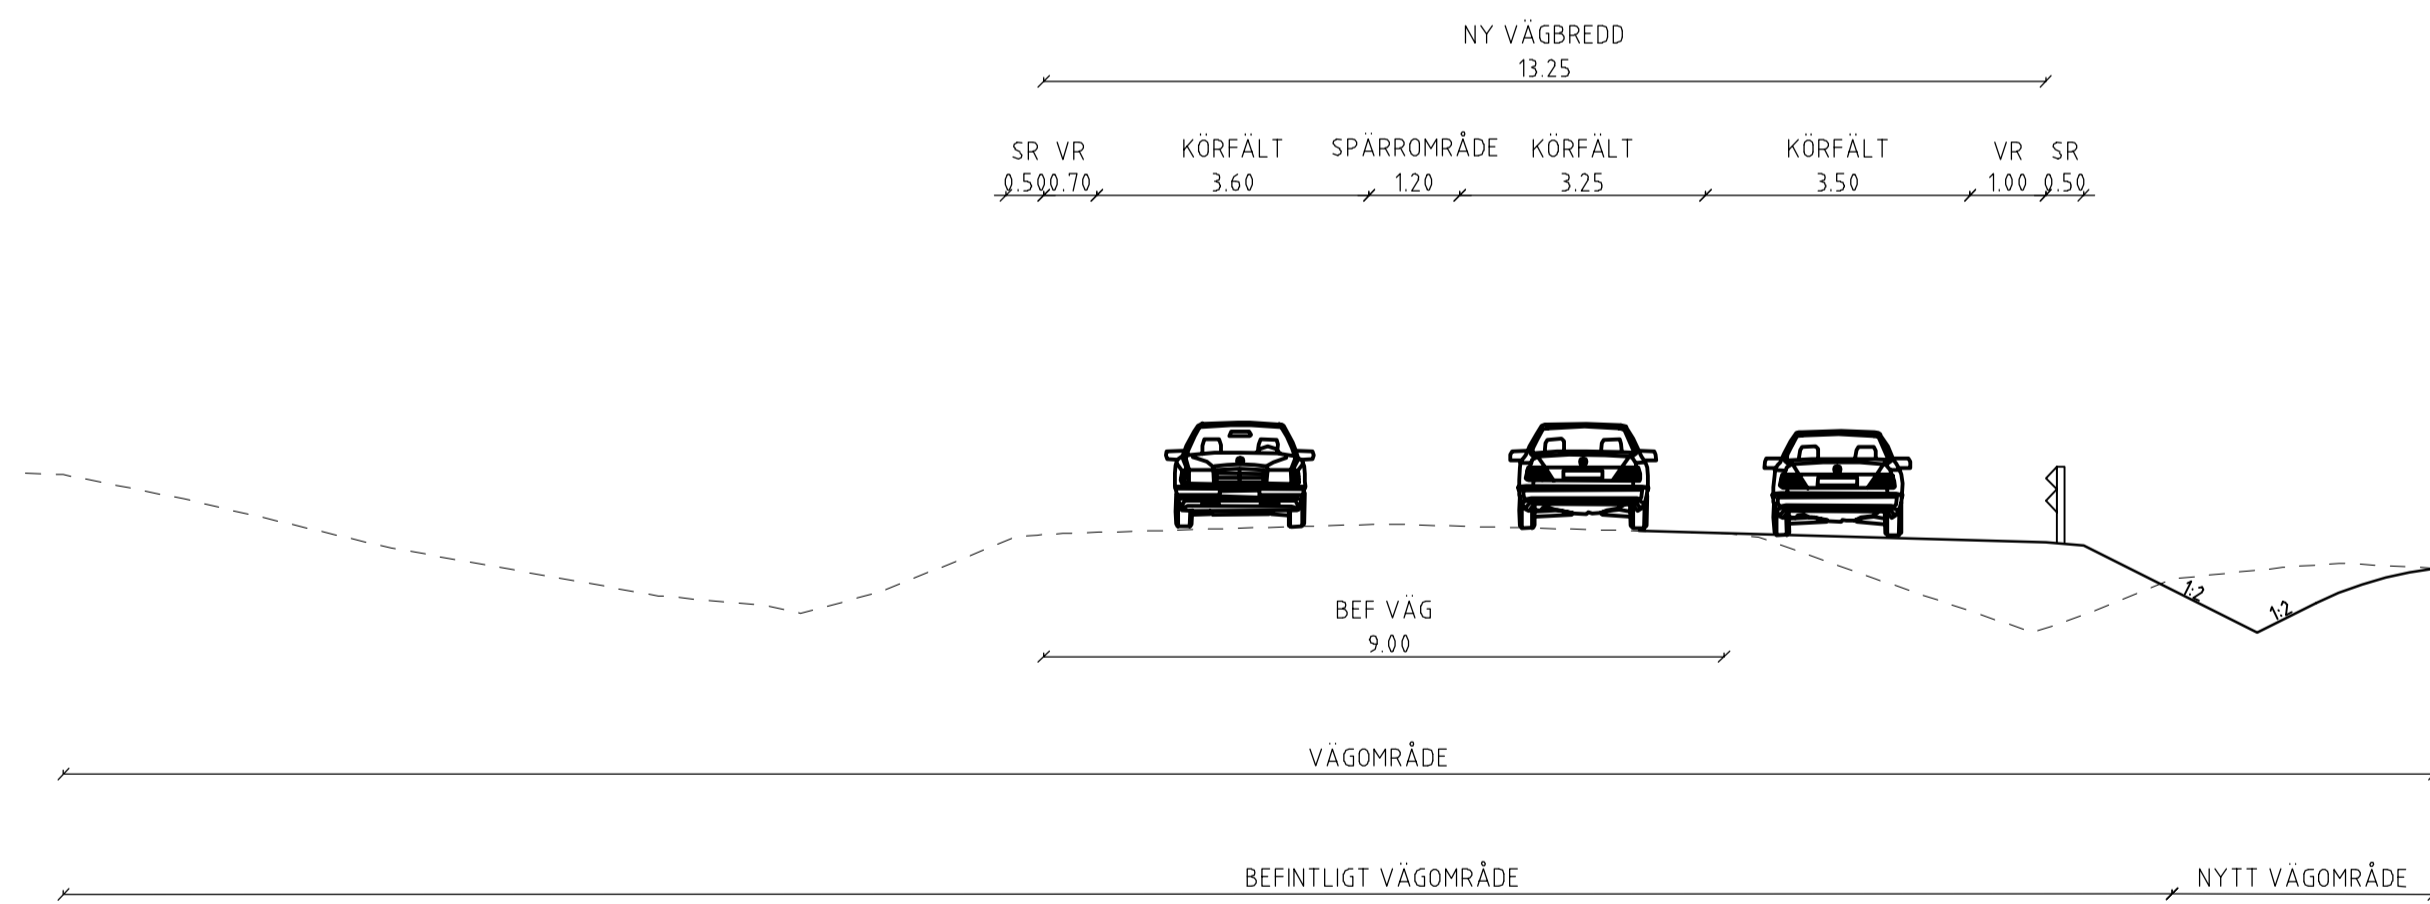 NY VÄGBREDD
13.25
SR VR KÖRFÄLT SPÄRROMRÅDE KÖRFÄLT KÖRFÄLT VR SR
0.50 0.70 3.60 1.20 3.25 3.50 1.00 0.50
1:2
1:2
BEF VÄG
9.00
VÄGOMRÅDE
BEFINTLIGT VÄGOMRÅDE NYTT VÄGOMRÅDE